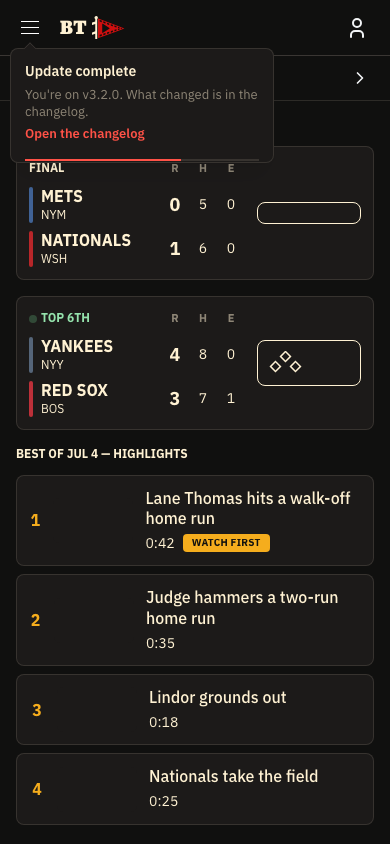 BT
Update complete
You're on v3.2.0. What changed is in the
changelog.
Open the changelog
FINAL R H E
METS 0 5 0
NYM
NATIONALS 1 6 0
WSH
TOP 6TH R H E
YANKEES 4 8 0
NYY
RED SOX 3 7 1
BOS
BEST OF JUL 4 — HIGHLIGHTS
1 Lane Thomas hits a walk-off
home run
0:42 WATCH FIRST
2 Judge hammers a two-run
home run
0:35
3 Lindor grounds out
0:18
4 Nationals take the field
0:25